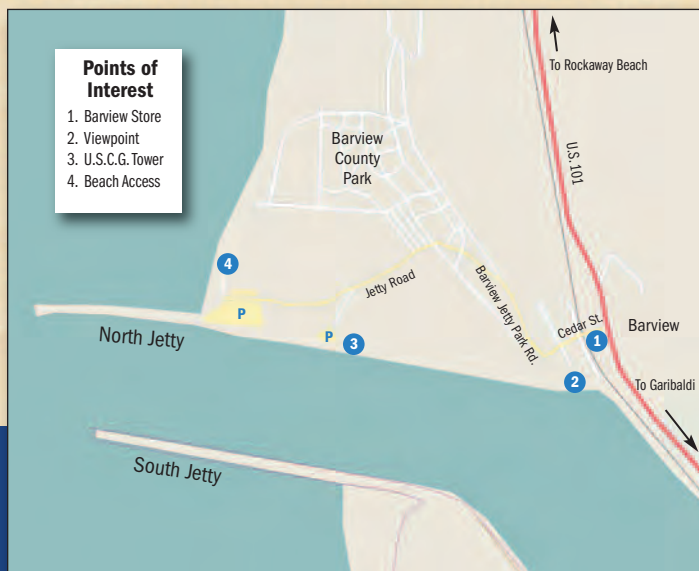 Points of
Interest
1. Barview Store
2. Viewpoint
3. U.S.C.G. Tower
4. Beach Access
To Rockaway Beach
U.S. 101
Barview
County
Park
4
Jetty Road
Barview Jetty Park Rd.
Cedar St.
1
Barview
P
P
3
North Jetty
2
To Garibaldi
South Jetty